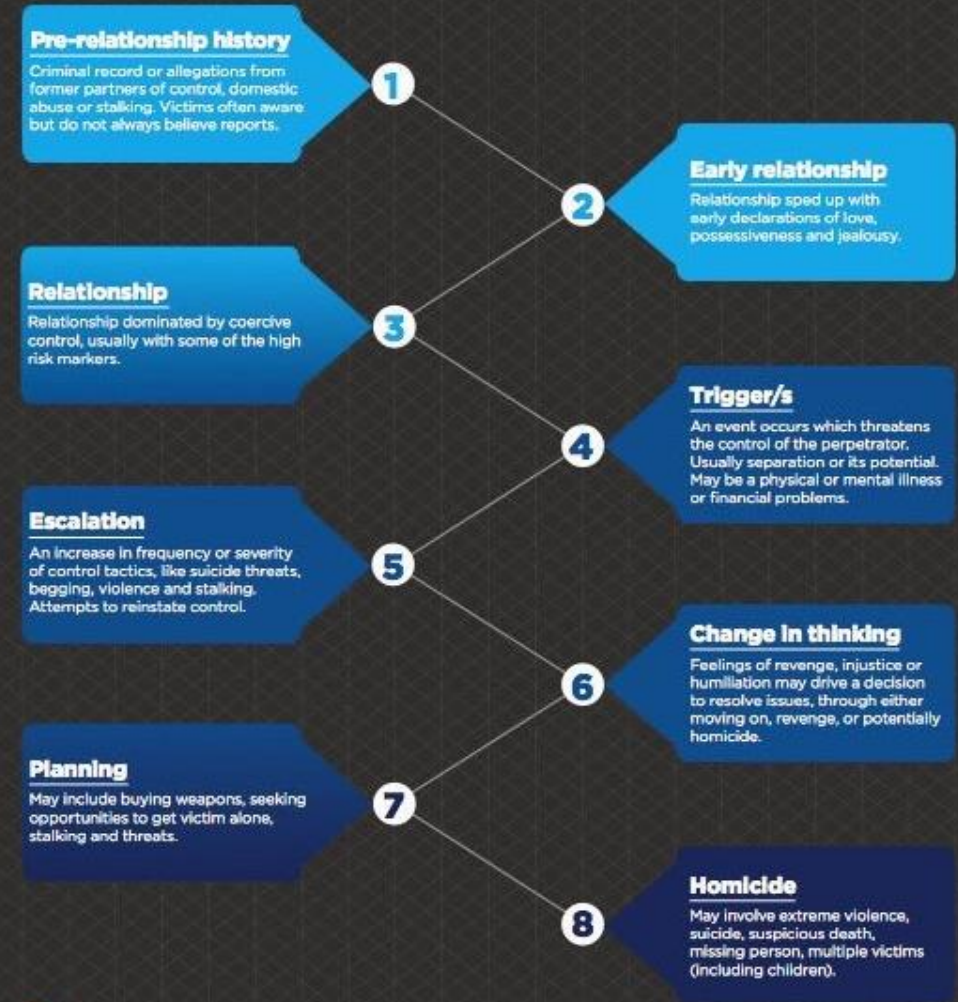 Pre-relationship history
Criminal record or allegations from
former partners of control, domestic
abuse or stalking. Victims often aware
but do not always believe reports.
1
Early relationship
Relationship sped up with
early declarations of love,
possessiveness and jealousy.
2
Relationship
Relationship dominated by coercive
control, usually with some of the high
risk markers.
3
Trigger/s
An event occurs which threatens
the control of the perpetrator.
Usually separation or its potential.
May be a physical or mental illness
or financial problems.
4
Escalation
An increase in frequency or severity
of control tactics, like suicide threats,
begging, violence and stalking.
Attempts to reinstate control.
5
Change in thinking
Feelings of revenge, injustice or
humiliation may drive a decision
to resolve issues, through either
moving on, revenge, or potentially
homicide.
6
Planning
May include buying weapons, seeking
opportunities to get victim alone,
stalking and threats.
7
Homicide
May involve extreme violence,
suicide, suspicious death,
missing person, multiple victims
(including children).
8